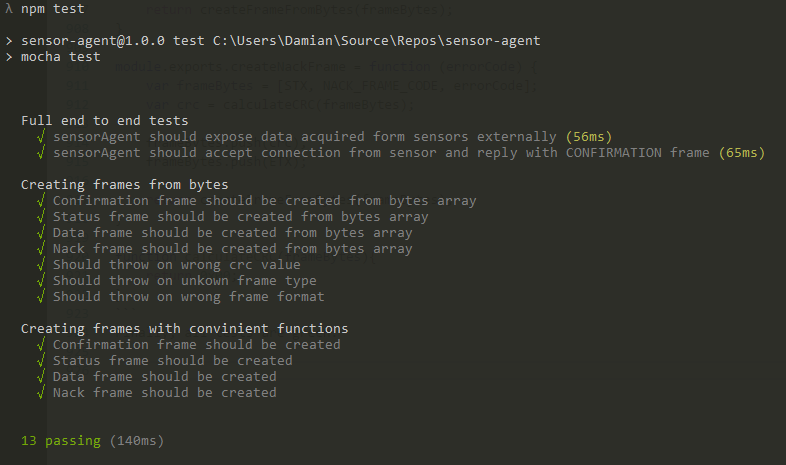 λ npm test
> sensor-agent@1.0.0 test C:\Users\Damian\Source\Repos\sensor-agent
> mocha test
Full end to end tests
√ sensorAgent should expose data acquired form sensors externally (56ms)
√ sensorAgent should accept connection from sensor and reply with CONFIRMATION frame (65ms)
Creating frames from bytes
√ Confirmation frame should be created from bytes array
√ Status frame should be created from bytes array
√ Data frame should be created from bytes array
√ Nack frame should be created from bytes array
√ Should throw on wrong crc value
√ Should throw on unkown frame type
√ Should throw on wrong frame format
Creating frames with convinient functions
√ Confirmation frame should be created
√ Status frame should be created
√ Data frame should be created
√ Nack frame should be created
13 passing (140ms)